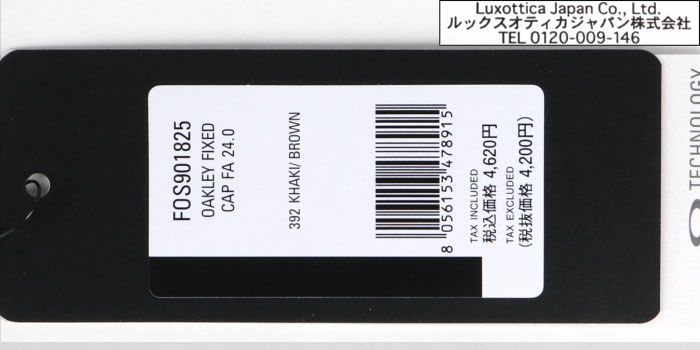 Luxottica Japan Co., Ltd.
ルックスオティカジャパン株式会社
TEL 0120-009-146
FOS901825
OAKLEY FIXED
CAP FA 24.0
392 KHAKI/ BROWN
8 056153 478915
TAX INCLUDED
税込価格 4,620円
TAX EXCLUDED
(税抜価格 4,200円)
TECHNOLOGY